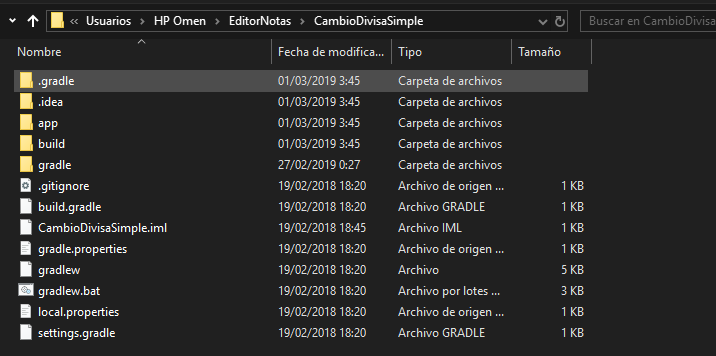 « Usuarios > HP Omen > EditorNotas > CambioDivisaSimple
Buscar en CambioDivisa
Nombre Fecha de modifica... Tipo Tamaño
.gradle 01/03/2019 3:45 Carpeta de archivos
.idea 01/03/2019 3:45 Carpeta de archivos
app 01/03/2019 3:45 Carpeta de archivos
build 01/03/2019 3:45 Carpeta de archivos
gradle 27/02/2019 0:27 Carpeta de archivos
.gitignore 19/02/2018 18:20 Archivo de origen ... 1 KB
build.gradle 19/02/2018 18:20 Archivo GRADLE 1 KB
CambioDivisaSimple.iml 19/02/2018 18:45 Archivo IML 1 KB
gradle.properties 19/02/2018 18:20 Archivo de origen ... 1 KB
gradlew 19/02/2018 18:20 Archivo 5 KB
gradlew.bat 19/02/2018 18:20 Archivo por lotes ... 3 KB
local.properties 19/02/2018 18:20 Archivo de origen ... 1 KB
settings.gradle 19/02/2018 18:20 Archivo GRADLE 1 KB